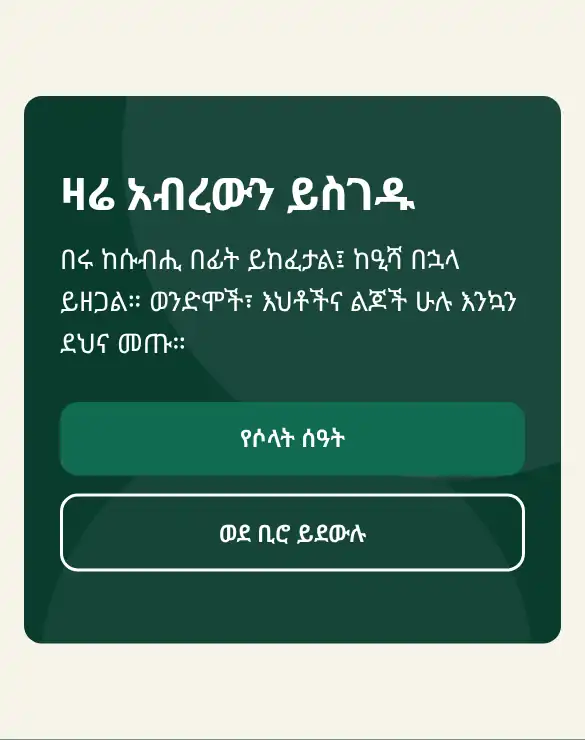 ዛሬ አብረውን ይስገዱ
በሩ ከሱብሒ በፊት ይከፈታል፤ ከዒሻ በኋላ
ይዘጋል። ወንድሞች፣ እህቶችና ልጆች ሁሉ እንኳን
ደህና መጡ።
የሶላት ሰዓት
ወደ ቢሮ ይደውሉ